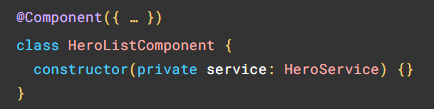 @Component({ … })
class HeroListComponent {
  constructor(private service: HeroService) {}
}